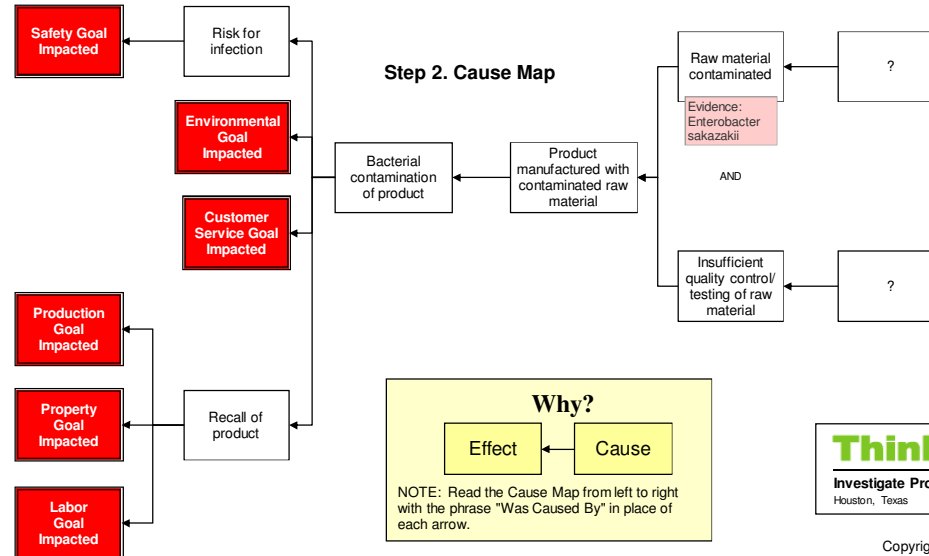 Safety Goal
Impacted
Risk for
infection
Step 2. Cause Map
Raw material
contaminated
?
Evidence:
Enterobacter
sakazakii
Environmental
Goal
Impacted
Bacterial
contamination
of product
Product
manufactured with
contaminated raw
material
AND
Customer
Service Goal
Impacted
Insufficient
quality control/
testing of raw
material
?
Production
Goal
Impacted
Property
Goal
Impacted
Recall of
product
Labor
Goal
Impacted
Why?
Effect
Cause
NOTE: Read the Cause Map from left to right
with the phrase "Was Caused By" in place of
each arrow.
Investigate
Houston, Texas